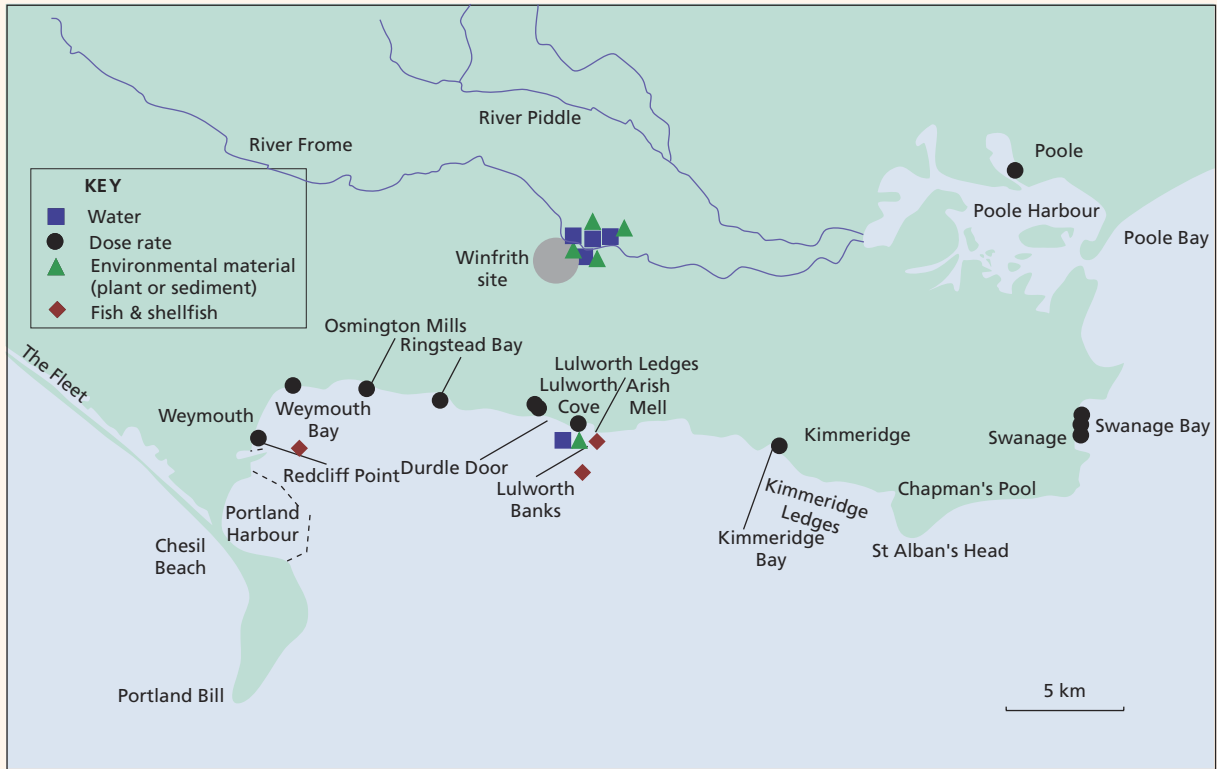 River Piddle
River Frome
Poole
KEY
Water
Dose rate
Environmental material
(plant or sediment)
Fish & shellfish
Poole Harbour
Poole Bay
Winfrith
site
Osmington Mills
Ringstead Bay
The Fleet
Lulworth Ledges
Lulworth
Cove
Arish
Mell
Weymouth
Weymouth
Bay
Redcliff Point
Durdle Door
Lulworth
Banks
Kimmeridge
Swanage
Swanage Bay
Portland
Harbour
Chesil
Beach
Kimmeridge
Ledges
Kimmeridge
Bay
Chapman's Pool
St Alban's Head
Portland Bill
5 km